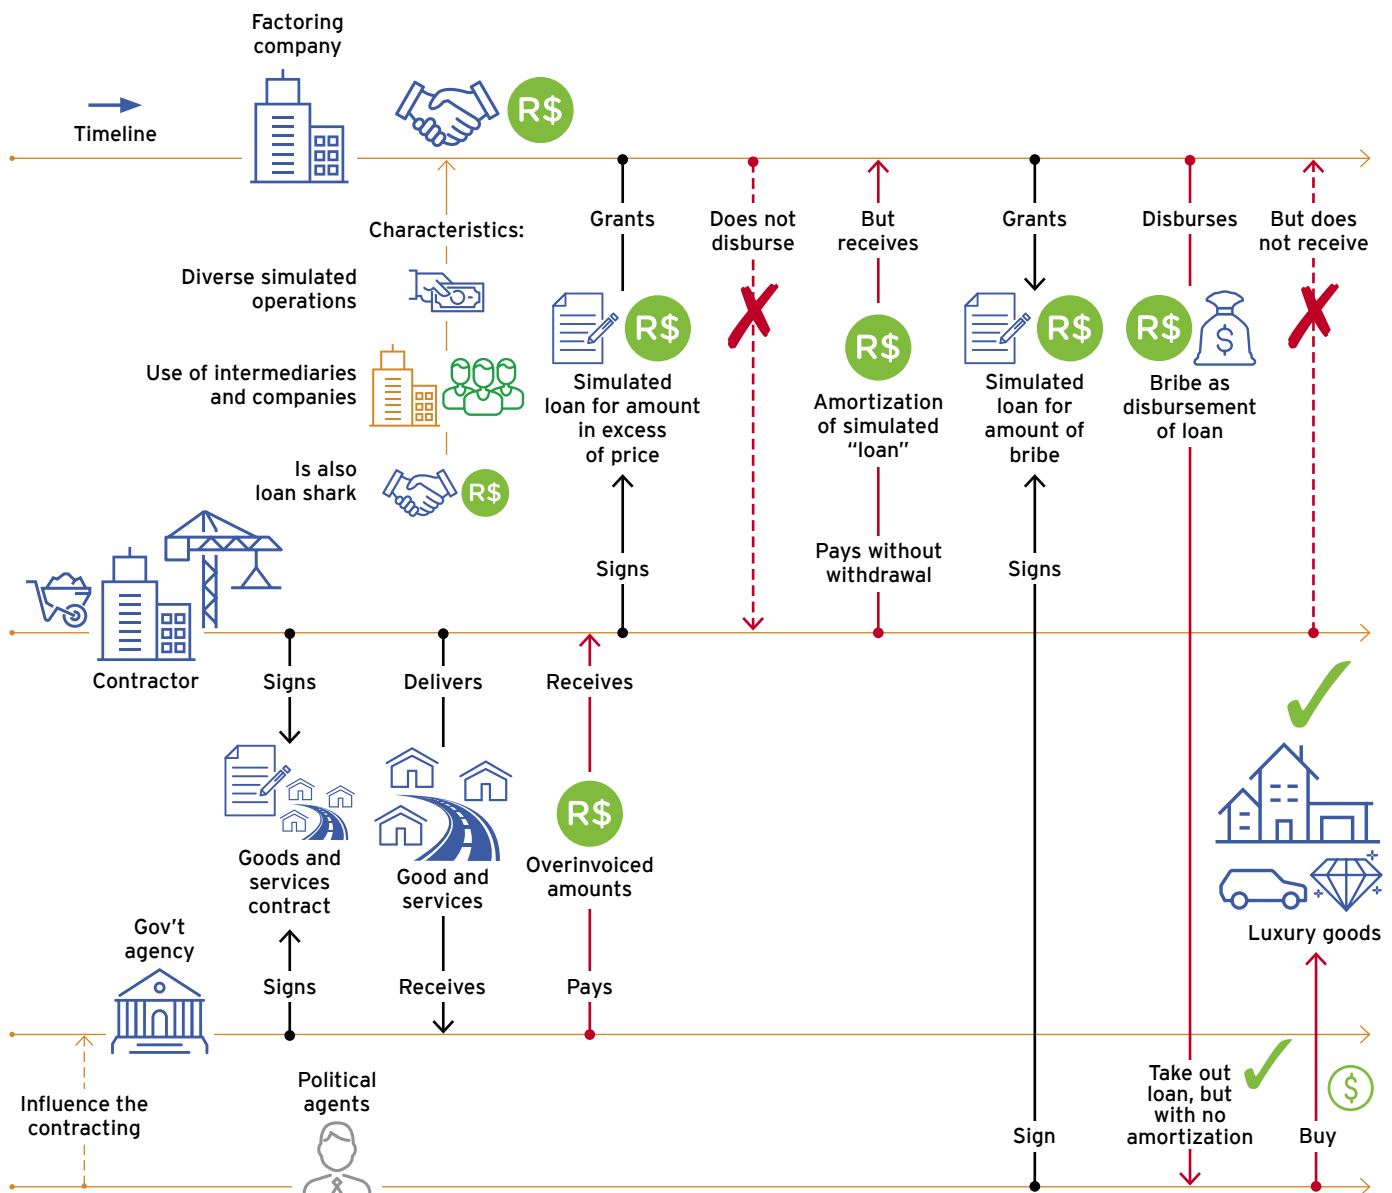 Factoring
company
R$
Timeline
Characteristics:
Diverse simulated
operations
Use of intermediaries
and companies
Is also
loan shark
R$
Grants
R$
Simulated
loan for amount
in excess
of price
Signs
Does not
disburse
But
receives
R$
Amortization
of simulated
“loan”
Pays without
withdrawal
Grants
R$
Simulated
loan for
amount of
bribe
Signs
Disburses
R$
$
Bribe as
disbursement
of loan
But does
not receive
Contractor
Signs
Goods and
services
contract
Signs
Delivers
Good and
services
Receives
Receives
R$
Overinvoiced
amounts
Pays
Luxury goods
Gov't
agency
Influence the
contracting
Political
agents
Sign
Take out
loan, but
with no
amortization
$
Buy